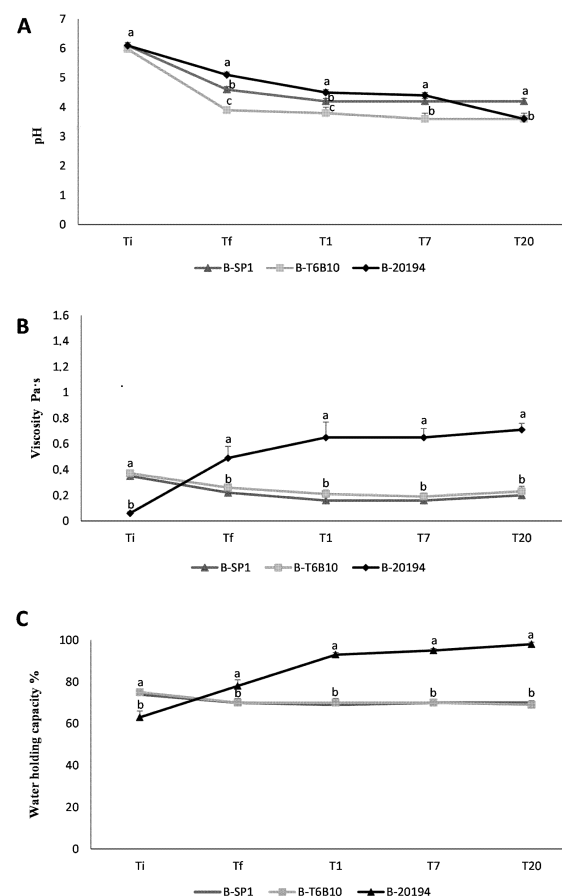 A
7
6
5
4
3
2
1
0
pH
a
a
b
c
a
b
c
a
b
a
b
Ti Tf T1 T7 T20
B-SP1 B-T6B10 B-20194
B
1.6
1.4
1.2
1
0.8
0.6
0.4
0,2
0
Viscosity Pa·s
a
b
a
b
a
b
a
b
a
b
Ti Tf T1 T7 T20
B-SP1 B-T6B10 B-20194
C
100
80
60
40
20
0
Water holding capacity %
a
b
a
b
a
b
a
b
a
b
Ti Tf T1 T7 T20
B-SP1 B-T6B10 B-20194